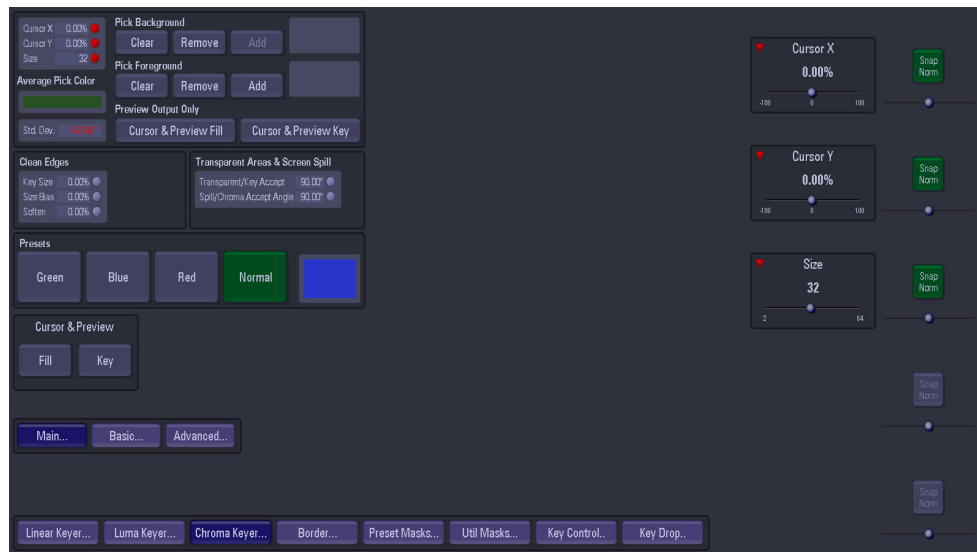 Cursor X 0.00%
Cursor Y 0.00%
Size 32
Pick Background
Clear Remove Add
Pick Foreground
Clear Remove Add
Average Pick Color
Preview Output Only
Std. Dev.
Cursor & Preview Fill Cursor & Preview Key
Clean Edges
Key Size 0.00%
Size Bias 0.00%
Soften 0.00%
Transparent Areas & Screen Spill
Transparent/Key Accept 90.00°
Spill/Chroma Accept Angle 90.00°
Presets
Green Blue Red Normal
Cursor & Preview
Fill Key
Main... Basic... Advanced...
Linear Keyer... Luma Keyer... Chroma Keyer... Border... Preset Masks... Util Masks... Key Control.. Key Drop..
Cursor X
0.00%
-100 0 100
Snap
Norm
Cursor Y
0.00%
-100 0 100
Snap
Norm
Size
32
2 64
Snap
Norm
Snap
Norm
Snap
Norm